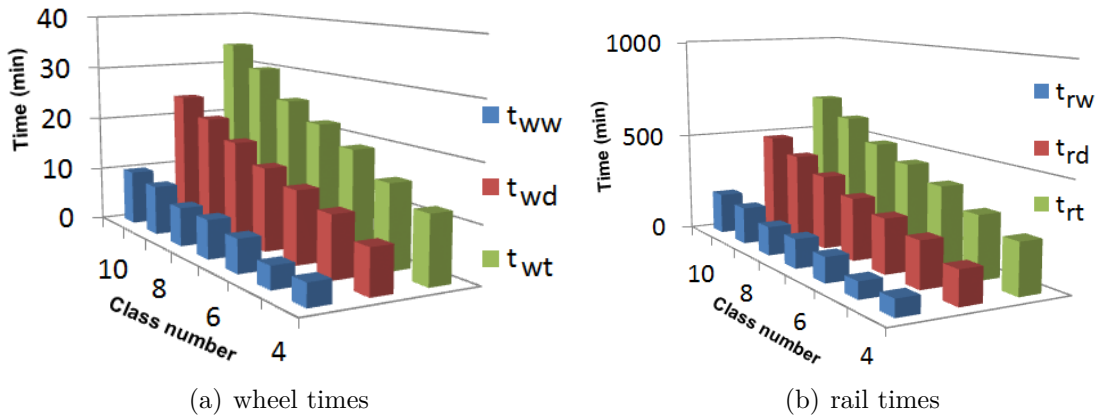 40
30
20
10
0
Time (min)
10
8
6
4
Class number
t_ww
t_wd
t_wt
(a) wheel times
1000
500
0
Time (min)
10
8
6
4
Class number
t_rw
t_rd
t_rt
(b) rail times